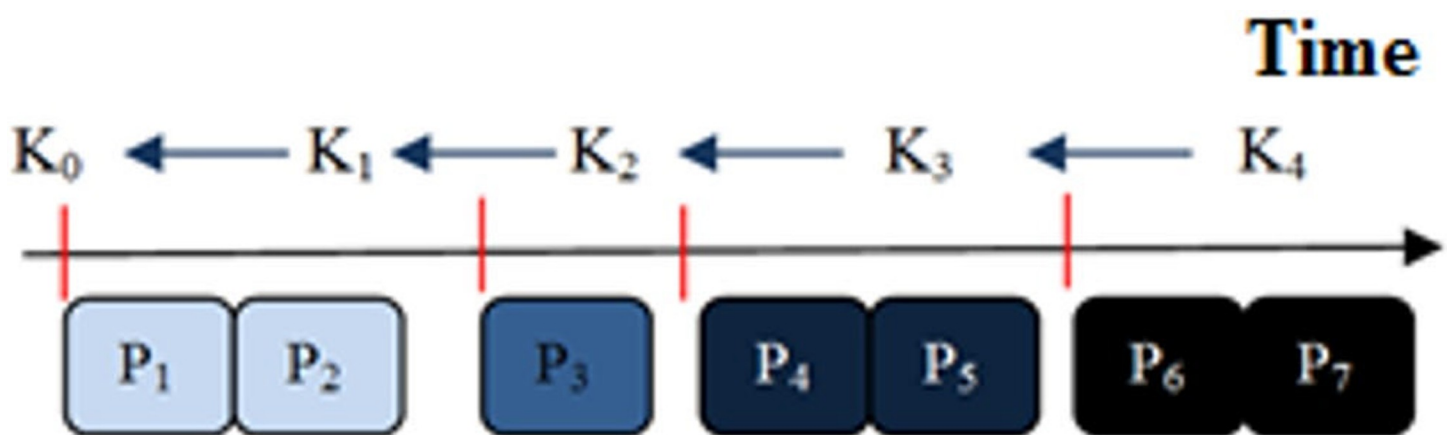 Time
K₀ K₁ K₂ K₃ K₄
P₁ P₂ P₃ P₄ P₅ P₆ P₇